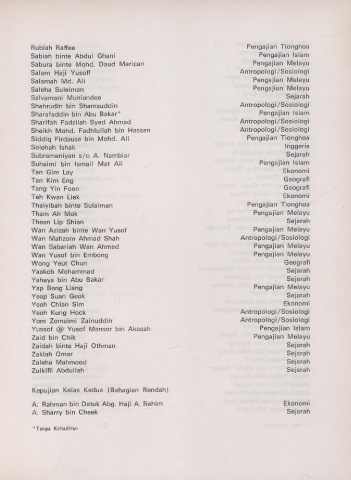 Rubiah Raffee Pengajian Tionghoa
Sabiah binte Abdul Ghani Pengajian Islam
Sabura binte Mohd. Daud Marican Pengajian Melayu
Salam Haji Yusoff Antropologi/Sosiologi
Salamah Md. Ali Pengajian Melayu
Saleha Suleiman Pengajian Melayu
Salvamani Muniandee Sejarah
Shahrudin bin Shamsuddin Antropologi/Sosiologi
Sharafaddin bin Abu Bakar* Pengajian Islam
Sharifah Fadzilah Syed Ahmad Antropologi/Sosiologi
Sheikh Mohd. Fadhlullah bin Hassan Antropologi/Sosiologi
Siddiq Firdause bin Mohd. Ali Pengajian Tionghoa
Solehah Ishak Inggeris
Subramaniyan s/o A. Nambiar Sejarah
Suhaimi bin Ismail Mat Ali Pengajian Islam
Tan Gim Lay Ekonomi
Tan Kim Eng Geografi
Tang Yin Foon Geografi
Teh Kwan Liek Ekonomi
Thaiyibah binte Sulaiman Pengajian Tionghoa
Tham Ah Mok Pengajian Melayu
Thean Lip Shien Sejarah
Wan Azizah binte Wan Yusof Pengajian Melayu
Wan Mahzom Ahmad Shah Antropologi/Sosiologi
Wan Sabariah Wan Ahmad Pengajian Melayu
Wan Yusof bin Embong Pengajian Melayu
Wong Yeut Chun Geografi
Yaakob Mohammad Sejarah
Yahaya bin Abu Bakar Sejarah
Yap Beng Liang Pengajian Melayu
Yeap Suan Gaok Sejarah
Yeoh Chian Sim Ekonomi
Yeoh Kung Hock Antropologi/Sosiologi
Yom Zornaimi Zainuddin Antropologi/Sosiologi
Yussof @ Yusof Mansor bin Akasah Pengajian Islam
Zaid bin Chik Pengajian Melayu
Zaidah binte Haji Othman Sejarah
Zakiah Omar Sejarah
Zaleha Mahmood Sejarah
Zulkifli Abdullah Sejarah
Kepujian Kelas Kedua (Bahagian Rendah)
A. Rahman bin Datuk Abg. Haji A. Rahim Ekonomi
A. Sharry bin Cheek Sejarah
*Tanpa Kehadiran